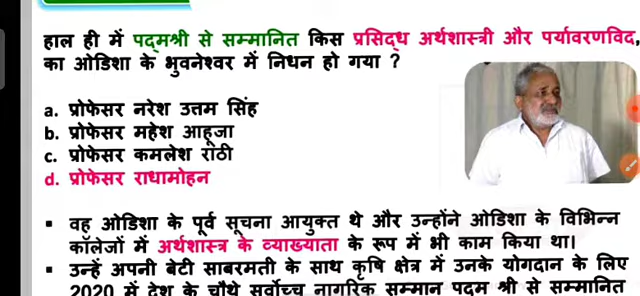 हाल ही में पद्मश्री से सम्मानित किस प्रसिद्ध अर्थशास्त्री और पर्यावरणविद,
का ओडिशा के भुवनेश्वर में निधन हो गया ?
a. प्रोफेसर नरेश उत्तम सिंह
b. प्रोफेसर महेश आहूजा
c. प्रोफेसर कमलेश राठी
d. प्रोफेसर राधामोहन
▪ वह ओडिशा के पूर्व सूचना आयुक्त थे और उन्होंने ओडिशा के विभिन्न
कॉलेजों में अर्थशास्त्र के व्याख्याता के रूप में भी काम किया था।
▪ उन्हें अपनी बेटी साबरमती के साथ कृषि क्षेत्र में उनके योगदान के लिए
2020 में देश के चौथे सर्वोच्च नागरिक सम्मान पदम श्री से सम्मानित